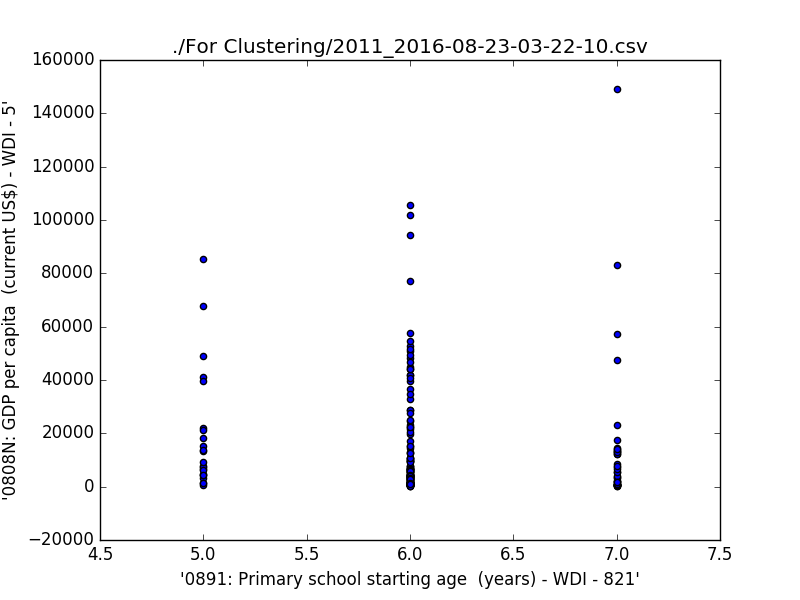 ./For Clustering/2011_2016-08-23-03-22-10.csv
'0808N: GDP per capita  (current US$) - WDI - 5'
160000
140000
120000
100000
80000
60000
40000
20000
0
−20000
4.5 5.0 5.5 6.0 6.5 7.0 7.5
'0891: Primary school starting age  (years) - WDI - 821'